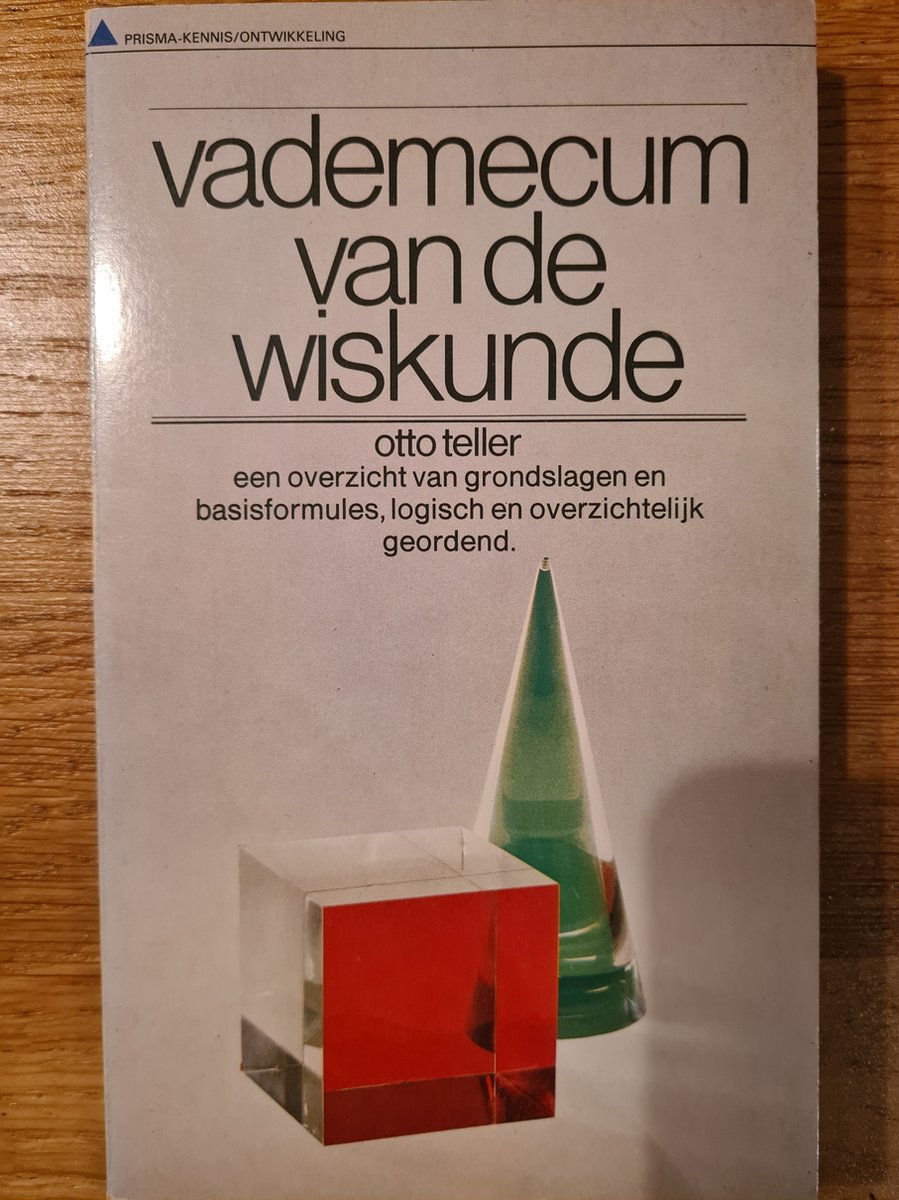 PRISMA-KENNIS/ONTWIKKELING
vademecum
van de
wiskunde
otto teller
een overzicht van grondslagen en
basisformules, logisch en overzichtelijk
geordend.